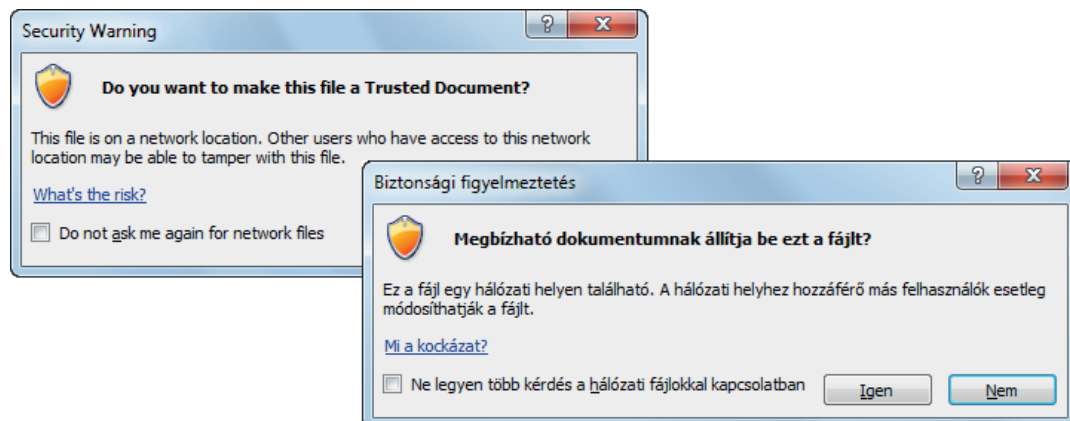 Security Warning
Do you want to make this file a Trusted Document?
This file is on a network location. Other users who have access to this network
location may be able to tamper with this file.
What's the risk?
Do not ask me again for network files
Biztonsági figyelmeztetés
Megbízható dokumentumnak állítja be ezt a fájlt?
Ez a fájl egy hálózati helyen található. A hálózati helyhez hozzáférő más felhasználók esetleg
módosíthatják a fájlt.
Mi a kockázat?
Ne legyen több kérdés a hálózati fájlokkal kapcsolatban
Igen
Nem